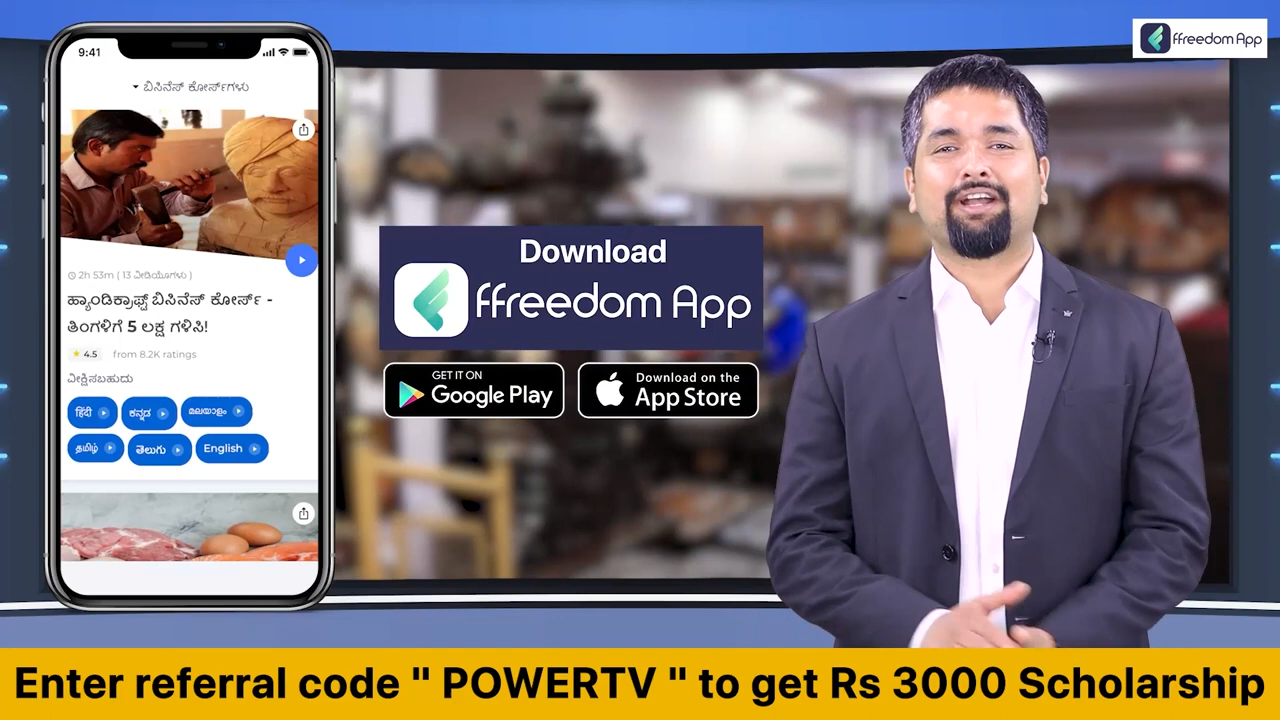 9:41
ಬಿಸಿನೆಸ್ ಕೋರ್ಸ್‌ಗಳು
2h 53m ( 13 ವೀಡಿಯೊಗಳು )
ಹ್ಯಾಂಡಿಕ್ರಾಫ್ಟ್ ಬಿಸಿನೆಸ್ ಕೋರ್ಸ್ -
ತಿಂಗಳಿಗೆ 5 ಲಕ್ಷ ಗಳಿಸಿ!
4.5 from 8.2K ratings
ವೀಕ್ಷಿಸಬಹುದು
हिंदी ಕನ್ನಡ മലയാളം
தமிழ் తెలుగు English
Download
ffreedom App
GET IT ON
Google Play
Download on the
App Store
ffreedom App
Enter referral code " POWERTV " to get Rs 3000 Scholarship